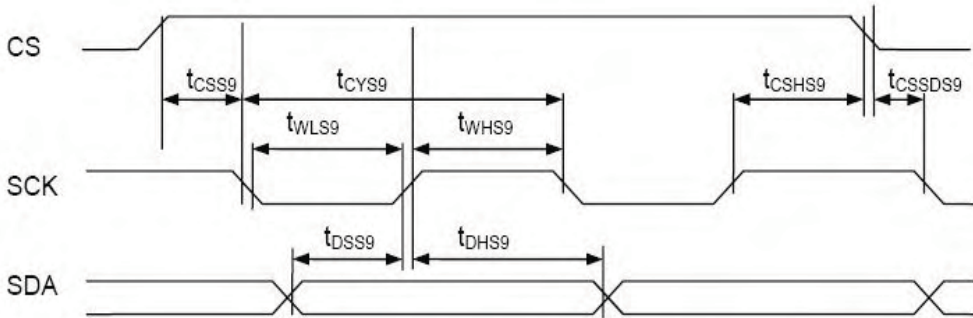 CS
tCSS9
tCYS9
tCSHS9
tCSSDS9
tWLS9
tWHS9
SCK
tDSS9
tDHS9
SDA